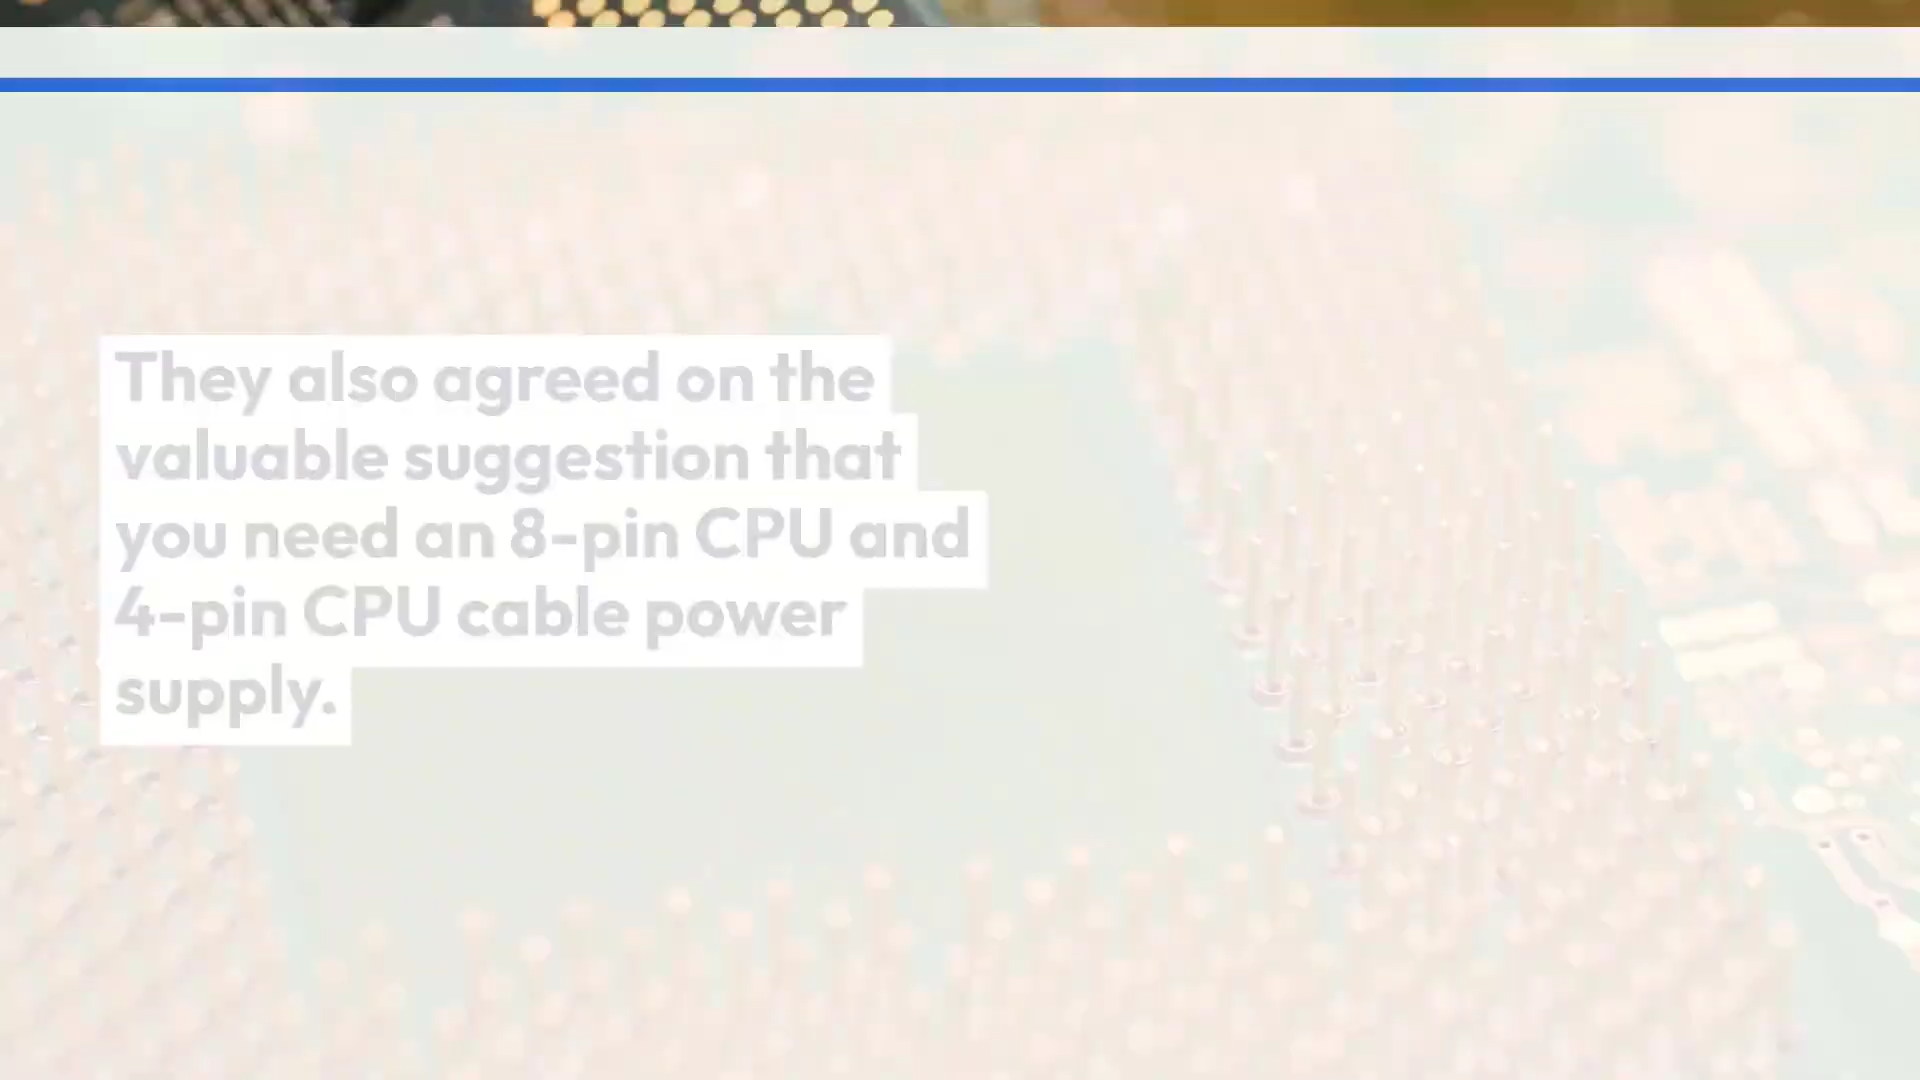 They also agreed on the
valuable suggestion that
you need an 8-pin CPU and
4-pin CPU cable power
supply.